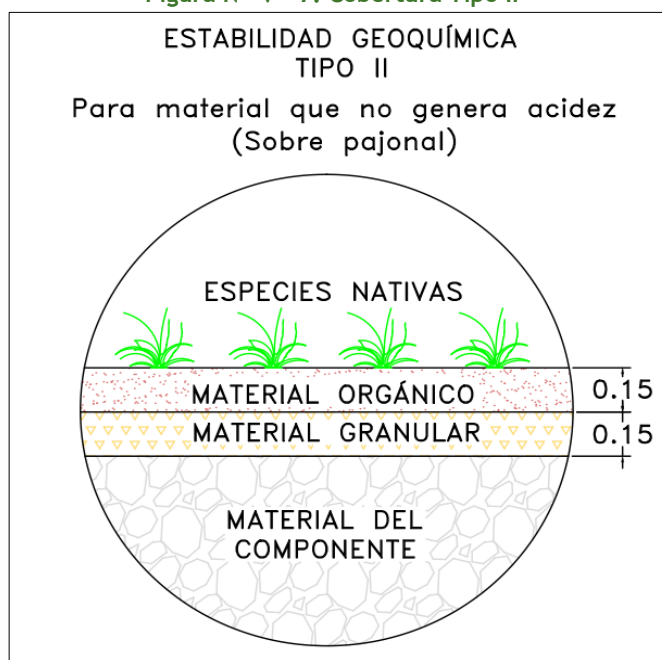 ESTABILIDAD GEOQUÍMICA
TIPO II
Para material que no genera acidez
(Sobre pajonal)
ESPECIES NATIVAS
MATERIAL ORGÁNICO
0.15
MATERIAL GRANULAR
0.15
MATERIAL DEL
COMPONENTE